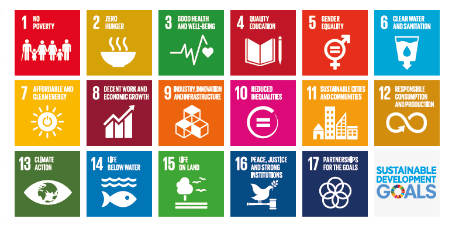 1 NO
POVERTY
2 ZERO
HUNGER
3 GOOD HEALTH
AND WELL-BEING
4 QUALITY
EDUCATION
5 GENDER
EQUALITY
6 CLEAN WATER
AND SANITATION
7 AFFORDABLE AND
CLEAN ENERGY
8 DECENT WORK AND
ECONOMIC GROWTH
9 INDUSTRY, INNOVATION
AND INFRASTRUCTURE
10 REDUCED
INEQUALITIES
11 SUSTAINABLE CITIES
AND COMMUNITIES
12 RESPONSIBLE
CONSUMPTION
AND PRODUCTION
13 CLIMATE
ACTION
14 LIFE
BELOW WATER
15 LIFE
ON LAND
16 PEACE, JUSTICE
AND STRONG
INSTITUTIONS
17 PARTNERSHIPS
FOR THE GOALS
SUSTAINABLE
DEVELOPMENT
GOALS